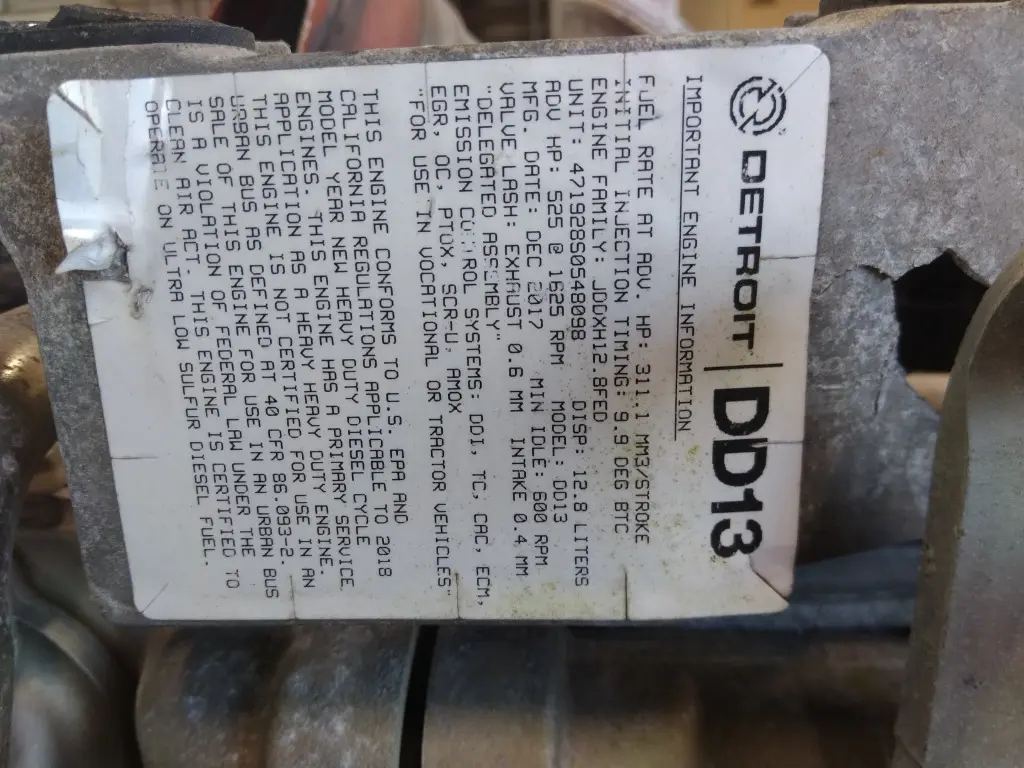 DETROIT | DD13
IMPORTANT ENGINE INFORMATION
FUEL RATE AT ADV. HP: 311.1 MM3/STROKE
INITIAL INJECTION TIMING: 9.9 DEG BTC
ENGINE FAMILY: JDDXH12.8FED
UNIT: 471928S0548098 DISP: 12.8 LITERS
ADV HP: 525 @ 1625 RPM MODEL: DD13
MFG. DATE: DEC 2017 MIN IDLE: 600 RPM
VALVE LASH: EXHAUST 0.6 MM INTAKE 0.4 MM
"DELEGATED ASSEMBLY"
EMISSION CONTROL SYSTEMS: DDI, TC, CAC, ECM,
EGR, OC, PTOX, SCR-U, AMOX
"FOR USE IN VOCATIONAL OR TRACTOR VEHICLES"
THIS ENGINE CONFORMS TO U.S. EPA AND
CALIFORNIA REGULATIONS APPLICABLE TO 2018
MODEL YEAR NEW HEAVY DUTY DIESEL CYCLE
ENGINES. THIS ENGINE HAS A PRIMARY SERVICE
APPLICATION AS A HEAVY HEAVY DUTY ENGINE.
THIS ENGINE IS NOT CERTIFIED FOR USE IN AN
URBAN BUS AS DEFINED AT 40 CFR 86.093-2.
SALE OF THIS ENGINE FOR USE IN AN URBAN BUS
IS A VIOLATION OF FEDERAL LAW UNDER THE
CLEAN AIR ACT. THIS ENGINE IS CERTIFIED TO
OPERATE ON ULTRA LOW SULFUR DIESEL FUEL.